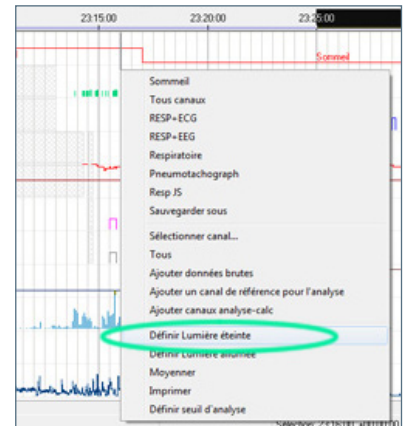 23:15:00 23:20:00 23:25:00
Sommeil
Sommeil
Tous canaux
RESP+ECG
RESP+EEG
Respiratoire
Pneumotachograph
Resp JS
Sauvegarder sous
Sélectionner canal...
Tous
Ajouter données brutes
Ajouter un canal de référence pour l'analyse
Ajouter canaux analyse-calc
Définir Lumière éteinte
Définir Lumière allumée
Moyenner
Imprimer
Définir seuil d'analyse